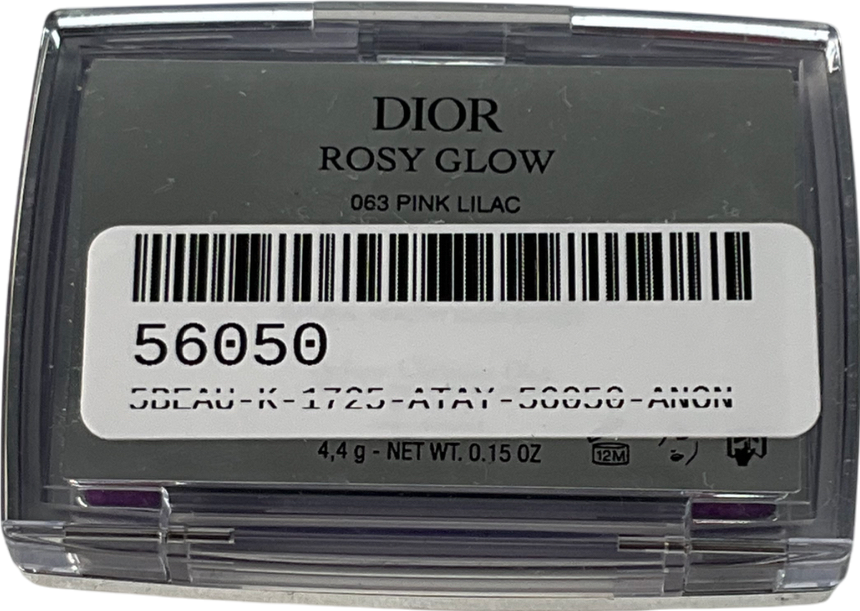 DIOR
ROSY GLOW
063 PINK LILAC
56050
5BEAU-K-1725-ATAY-56050-ANON
4,4 g - NET WT. 0.15 OZ
12M